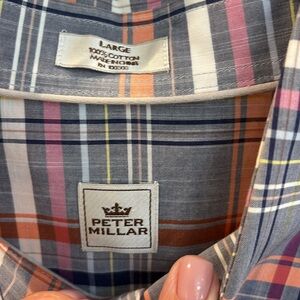 LARGE
100% COTTON
MADE IN CHINA
PETER
MILLAR